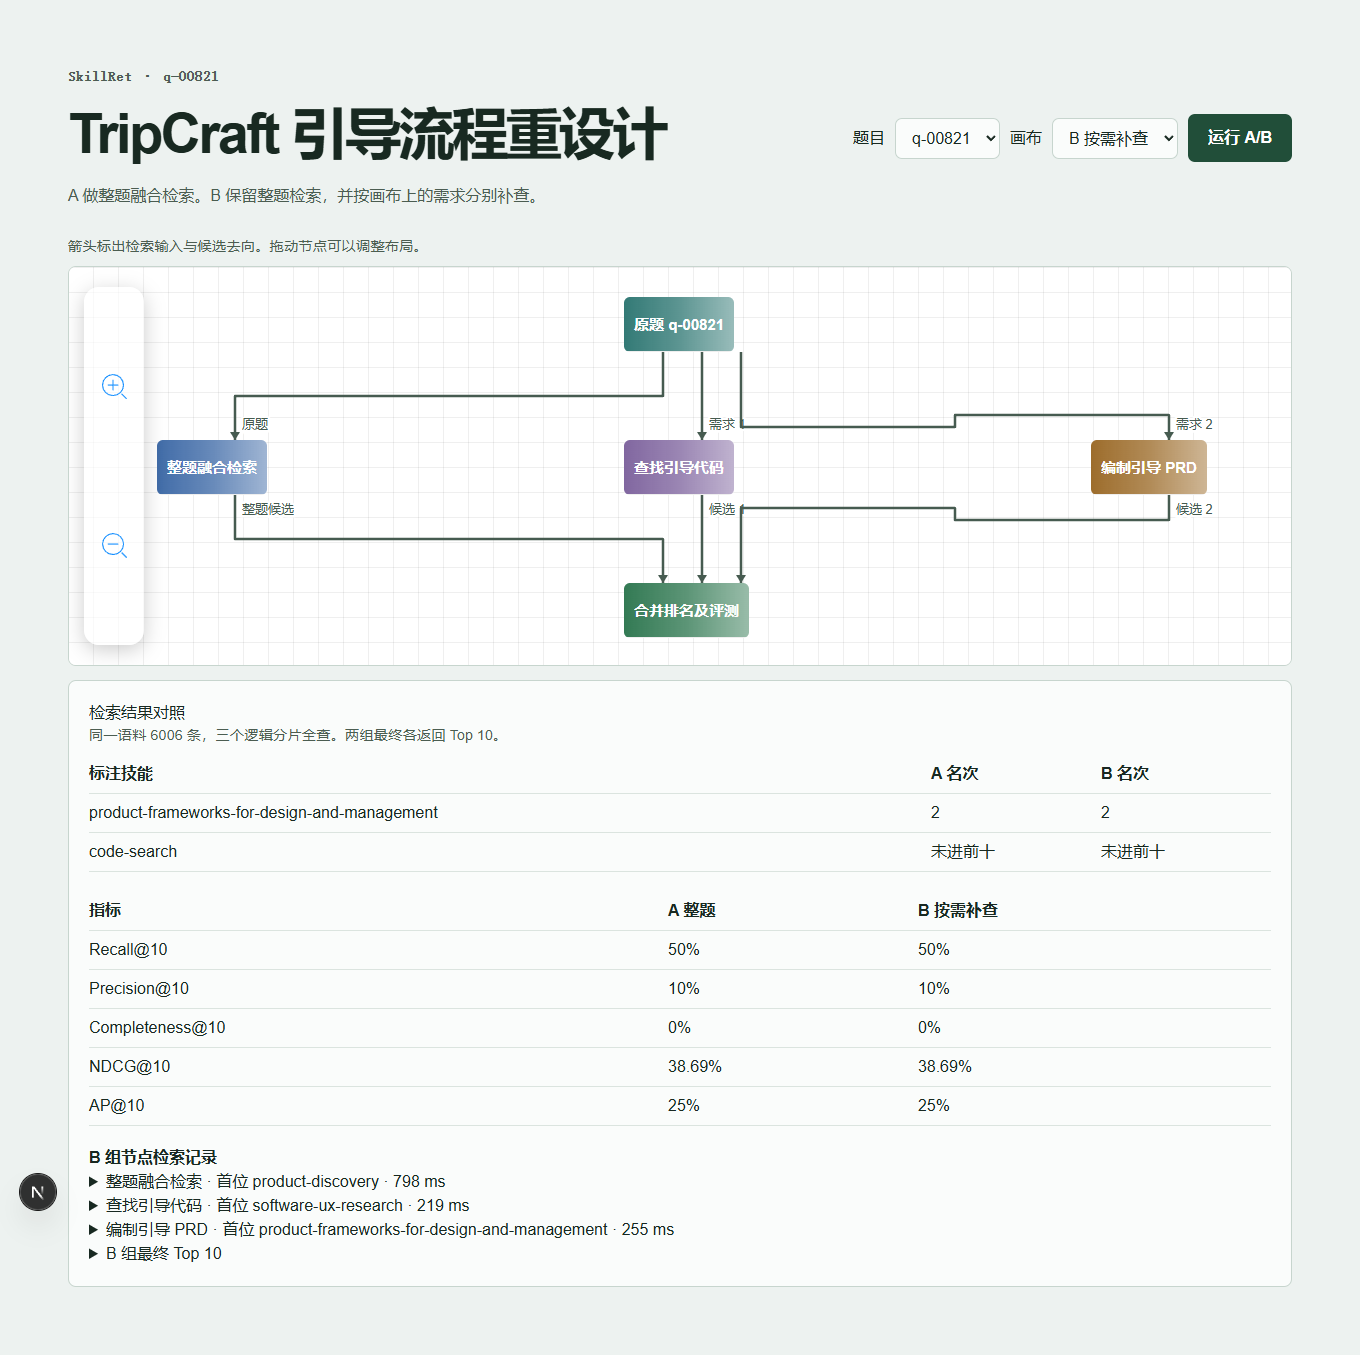 SkillRet · q-00821
TripCraft 引导流程重设计
题目 q-00821 画布 B 按需补查 运行 A/B
A 做整题融合检索。B 保留整题检索，并按画布上的需求分别补查。
箭头标出检索输入与候选去向。拖动节点可以调整布局。
原题 q-00821
原题 需求 需求 2
整题融合检索 查找引导代码 编制引导 PRD
整题候选 候选 候选 2
合并排名及评测
检索结果对照
同一语料 6006 条，三个逻辑分片全查。两组最终各返回 Top 10。
标注技能 A 名次 B 名次
product-frameworks-for-design-and-management 2 2
code-search 未进前十 未进前十
指标 A 整题 B 按需补查
Recall@10 50% 50%
Precision@10 10% 10%
Completeness@10 0% 0%
NDCG@10 38.69% 38.69%
AP@10 25% 25%
B 组节点检索记录
整题融合检索 · 首位 product-discovery · 798 ms
查找引导代码 · 首位 software-ux-research · 219 ms
编制引导 PRD · 首位 product-frameworks-for-design-and-management · 255 ms
B 组最终 Top 10
N